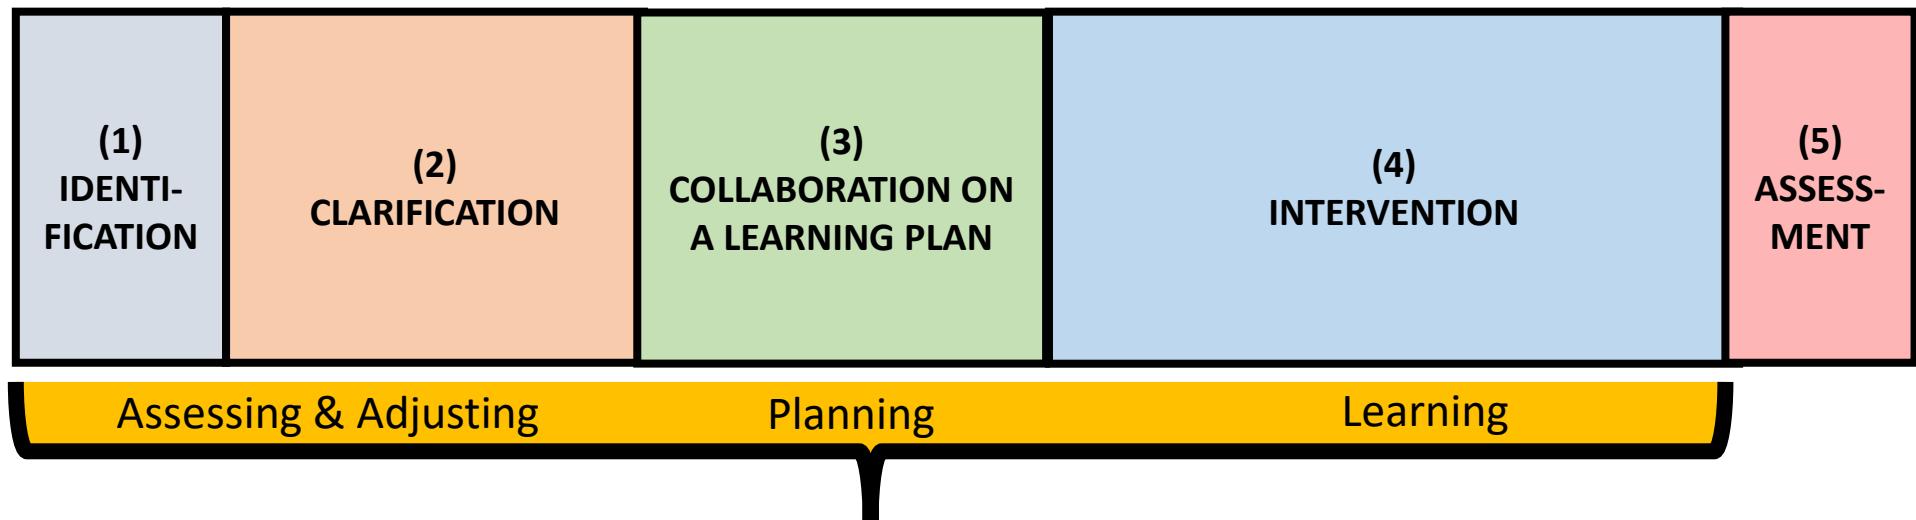 (1)
IDENTI-
FICATION
(2)
CLARIFICATION
(3)
COLLABORATION ON
A LEARNING PLAN
(4)
INTERVENTION
(5)
ASSESS-
MENT
Assessing & Adjusting
Planning
Learning